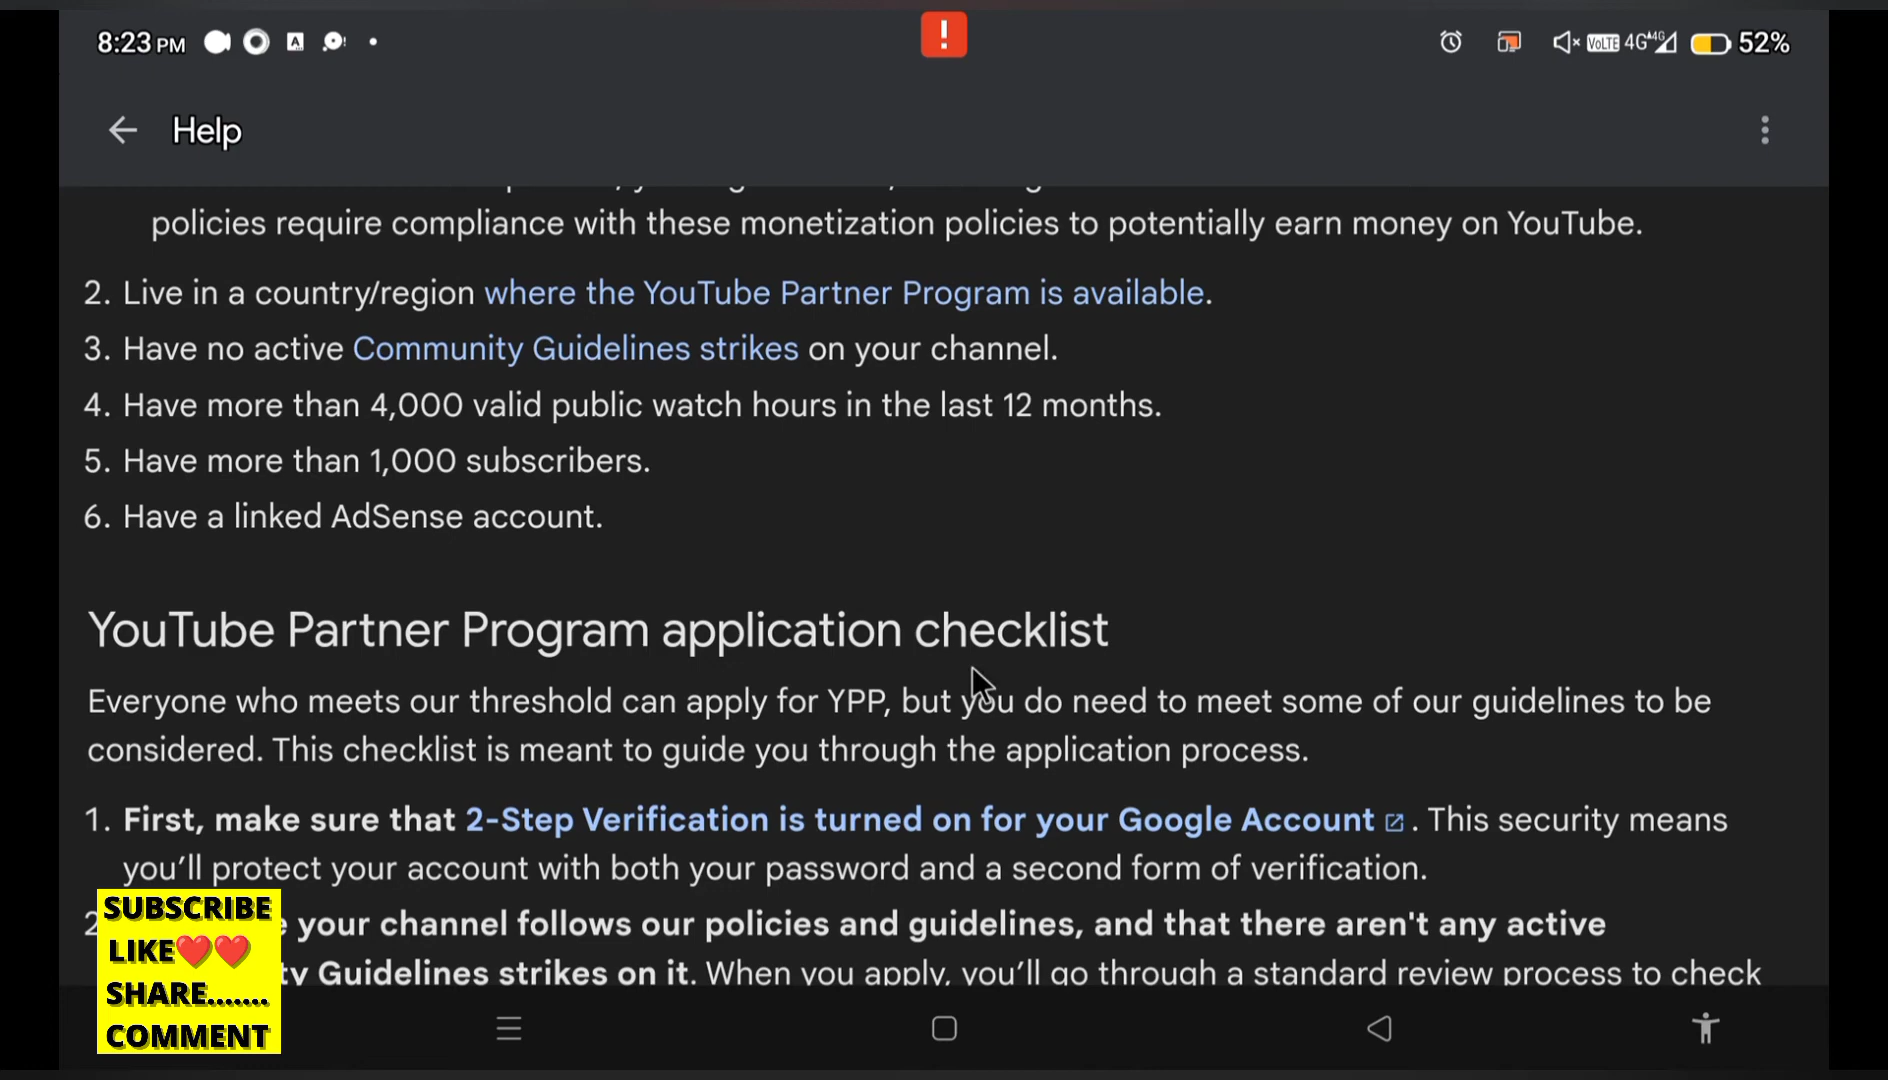 8:23 PM
!
VoLTE 4G 4G 52%
Help
policies require compliance with these monetization policies to potentially earn money on YouTube.
2. Live in a country/region where the YouTube Partner Program is available.
3. Have no active Community Guidelines strikes on your channel.
4. Have more than 4,000 valid public watch hours in the last 12 months.
5. Have more than 1,000 subscribers.
6. Have a linked AdSense account.
YouTube Partner Program application checklist
Everyone who meets our threshold can apply for YPP, but you do need to meet some of our guidelines to be
considered. This checklist is meant to guide you through the application process.
1. First, make sure that 2-Step Verification is turned on for your Google Account. This security means
you’ll protect your account with both your password and a second form of verification.
2 your channel follows our policies and guidelines, and that there aren't any active
ty Guidelines strikes on it. When you apply, you’ll go through a standard review process to check
SUBSCRIBE
LIKE❤️❤️
SHARE.......
COMMENT